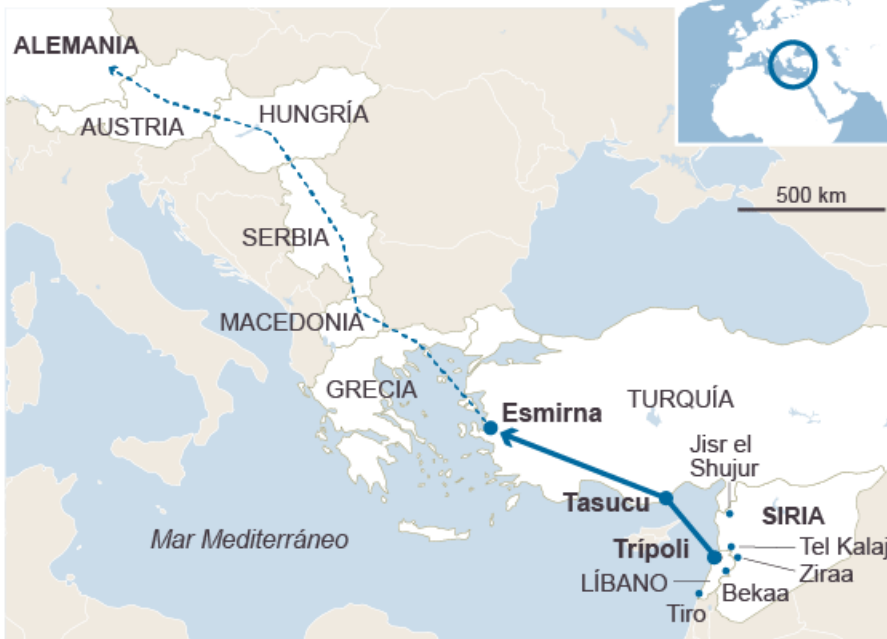 ALEMANIA
AUSTRIA
HUNGRÍA
500 km
SERBIA
MACEDONIA
GRECIA
Esmirna
TURQUÍA
Jisr el
Shujur
Tasucu
SIRIA
Mar Mediterráneo
Trípoli
Tel Kalaj
Ziraa
LÍBANO
Bekaa
Tiro